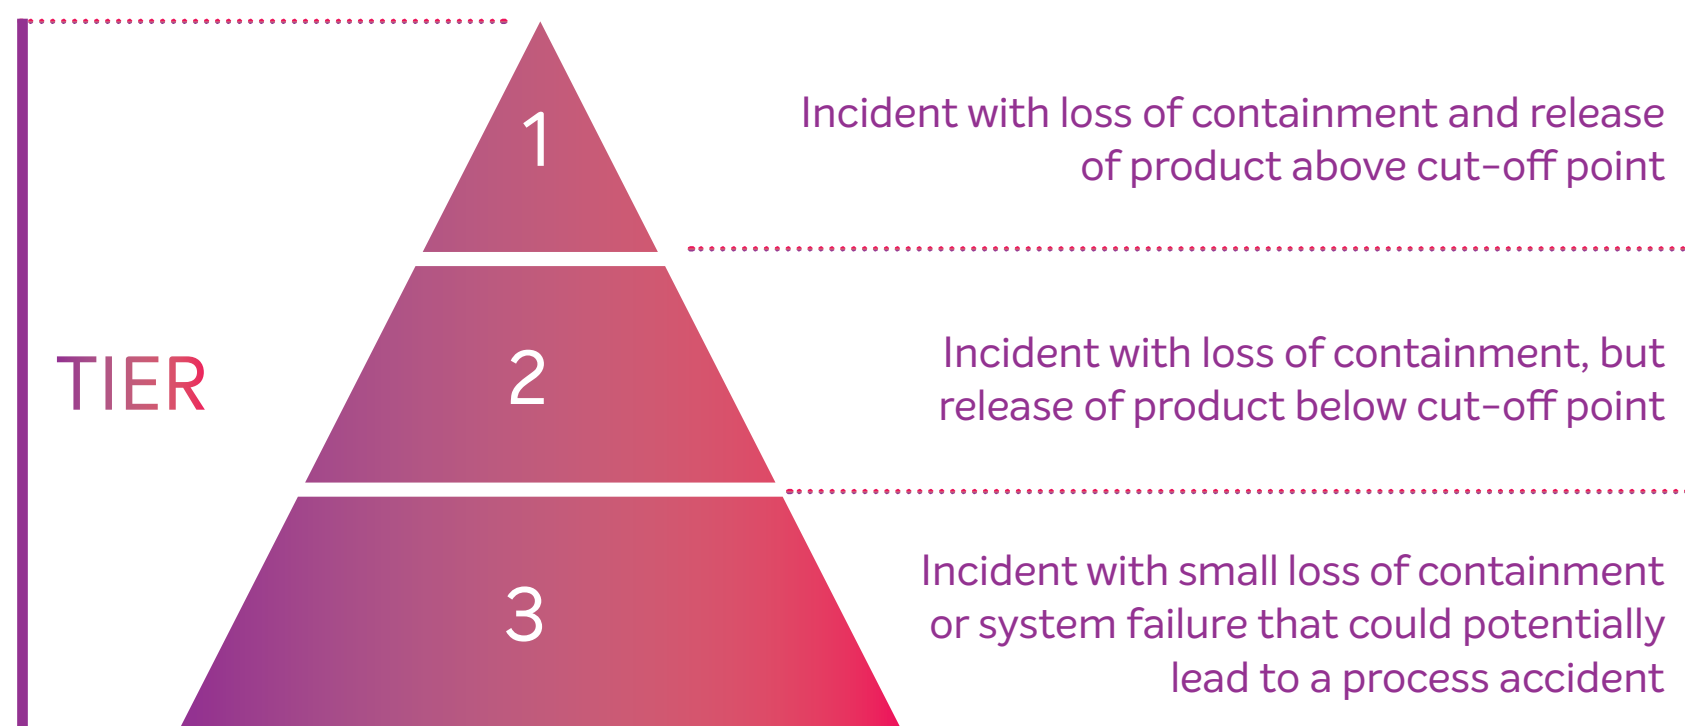 1
Incident with loss of containment and release
of product above cut-off point
TIER
2
Incident with loss of containment, but
release of product below cut-off point
3
Incident with small loss of containment
or system failure that could potentially
lead to a process accident